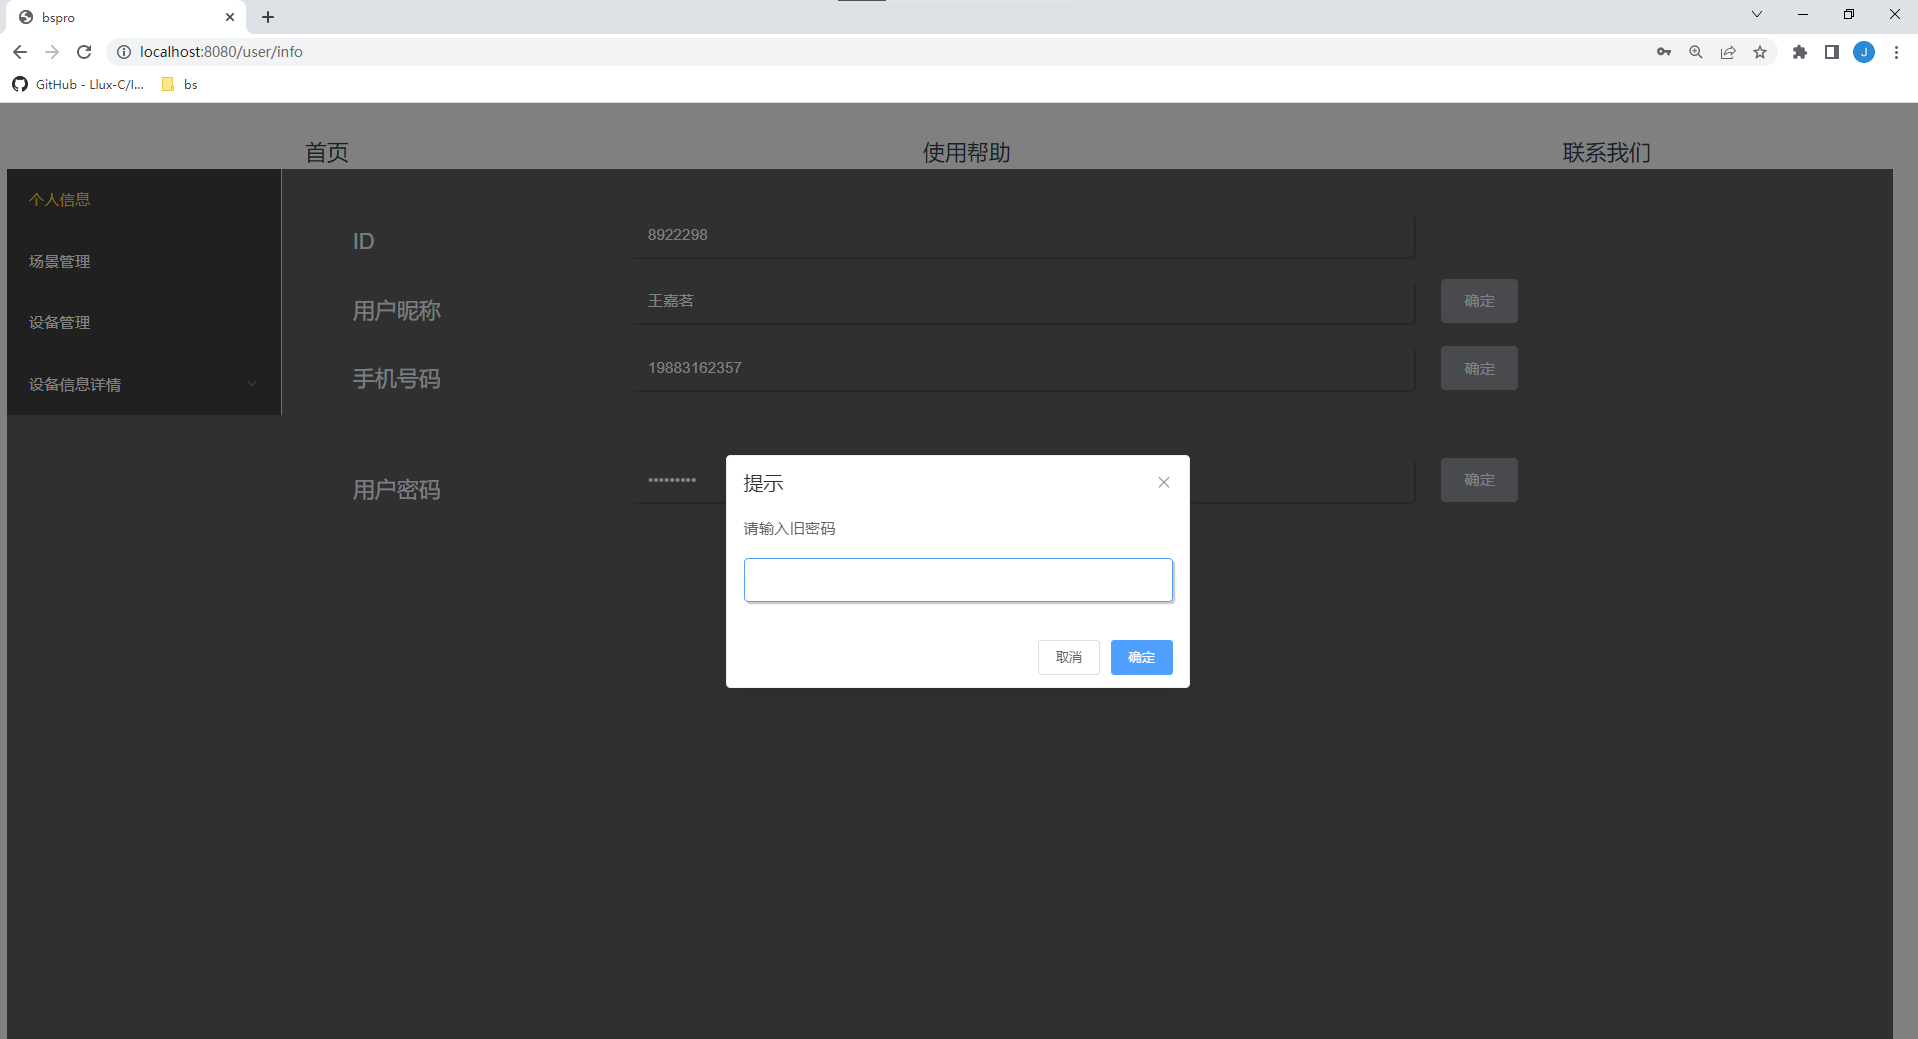 bspro
localhost:8080/user/info
J
GitHub - Llux-C/I...
bs
首页
使用帮助
联系我们
个人信息
场景管理
设备管理
设备信息详情
ID
8922298
用户昵称
王嘉茗
确定
手机号码
19883162357
确定
用户密码
•••••••••
确定
提示
请输入旧密码
取消
确定